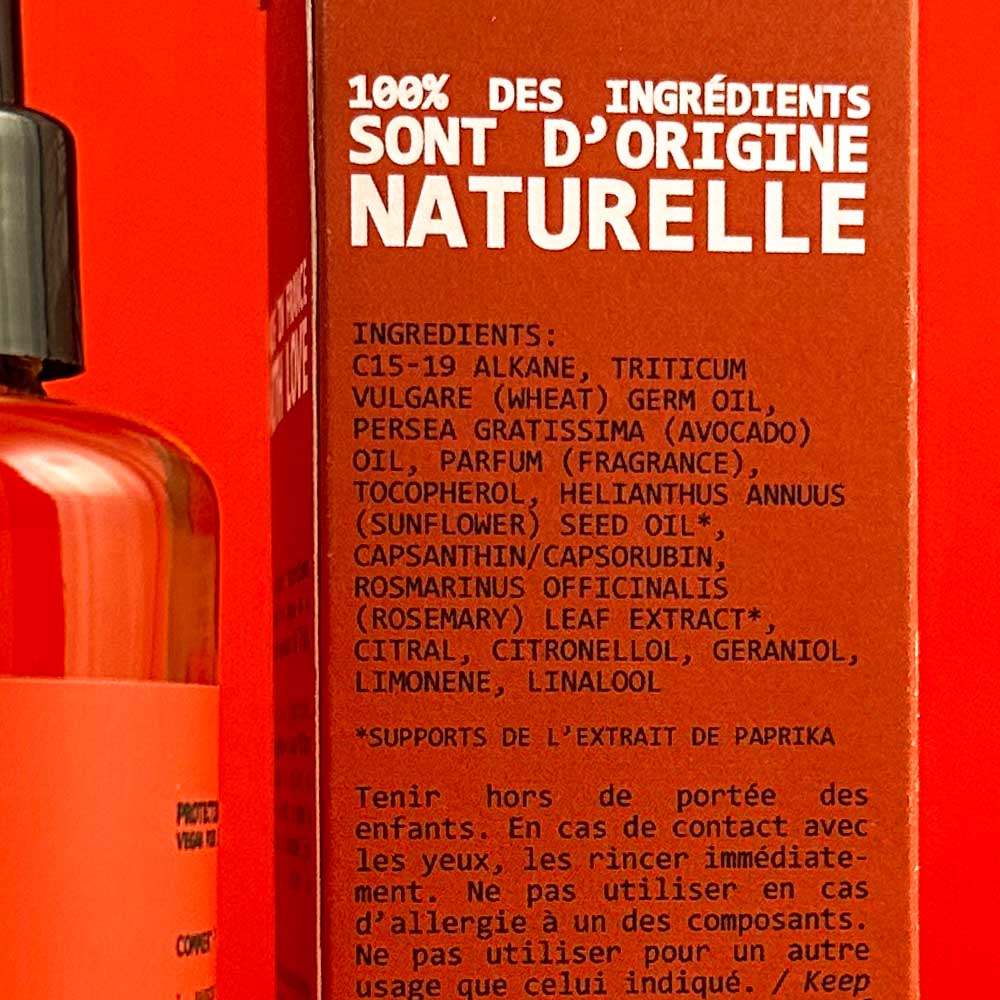 100% DES INGRÉDIENTS
SONT D'ORIGINE
NATURELLE
INGREDIENTS:
C15-19 ALKANE, TRITICUM
VULGARE (WHEAT) GERM OIL,
PERSEA GRATISSIMA (AVOCADO)
OIL, PARFUM (FRAGRANCE),
TOCOPHEROL, HELIANTHUS ANNUUS
(SUNFLOWER) SEED OIL*,
CAPSANTHIN/CAPSORUBIN,
ROSMARINUS OFFICINALIS
(ROSEMARY) LEAF EXTRACT*,
CITRAL, CITRONELLOL, GERANIOL,
LIMONENE, LINALOOL
*SUPPORTS DE L'EXTRAIT DE PAPRIKA
Tenir hors de portée des
enfants. En cas de contact avec
les yeux, les rincer immédiate-
ment. Ne pas utiliser en cas
d'allergie à un des composants.
Ne pas utiliser pour un autre
usage que celui indiqué. / Keep
FRANCE
LOVE
VEGAN